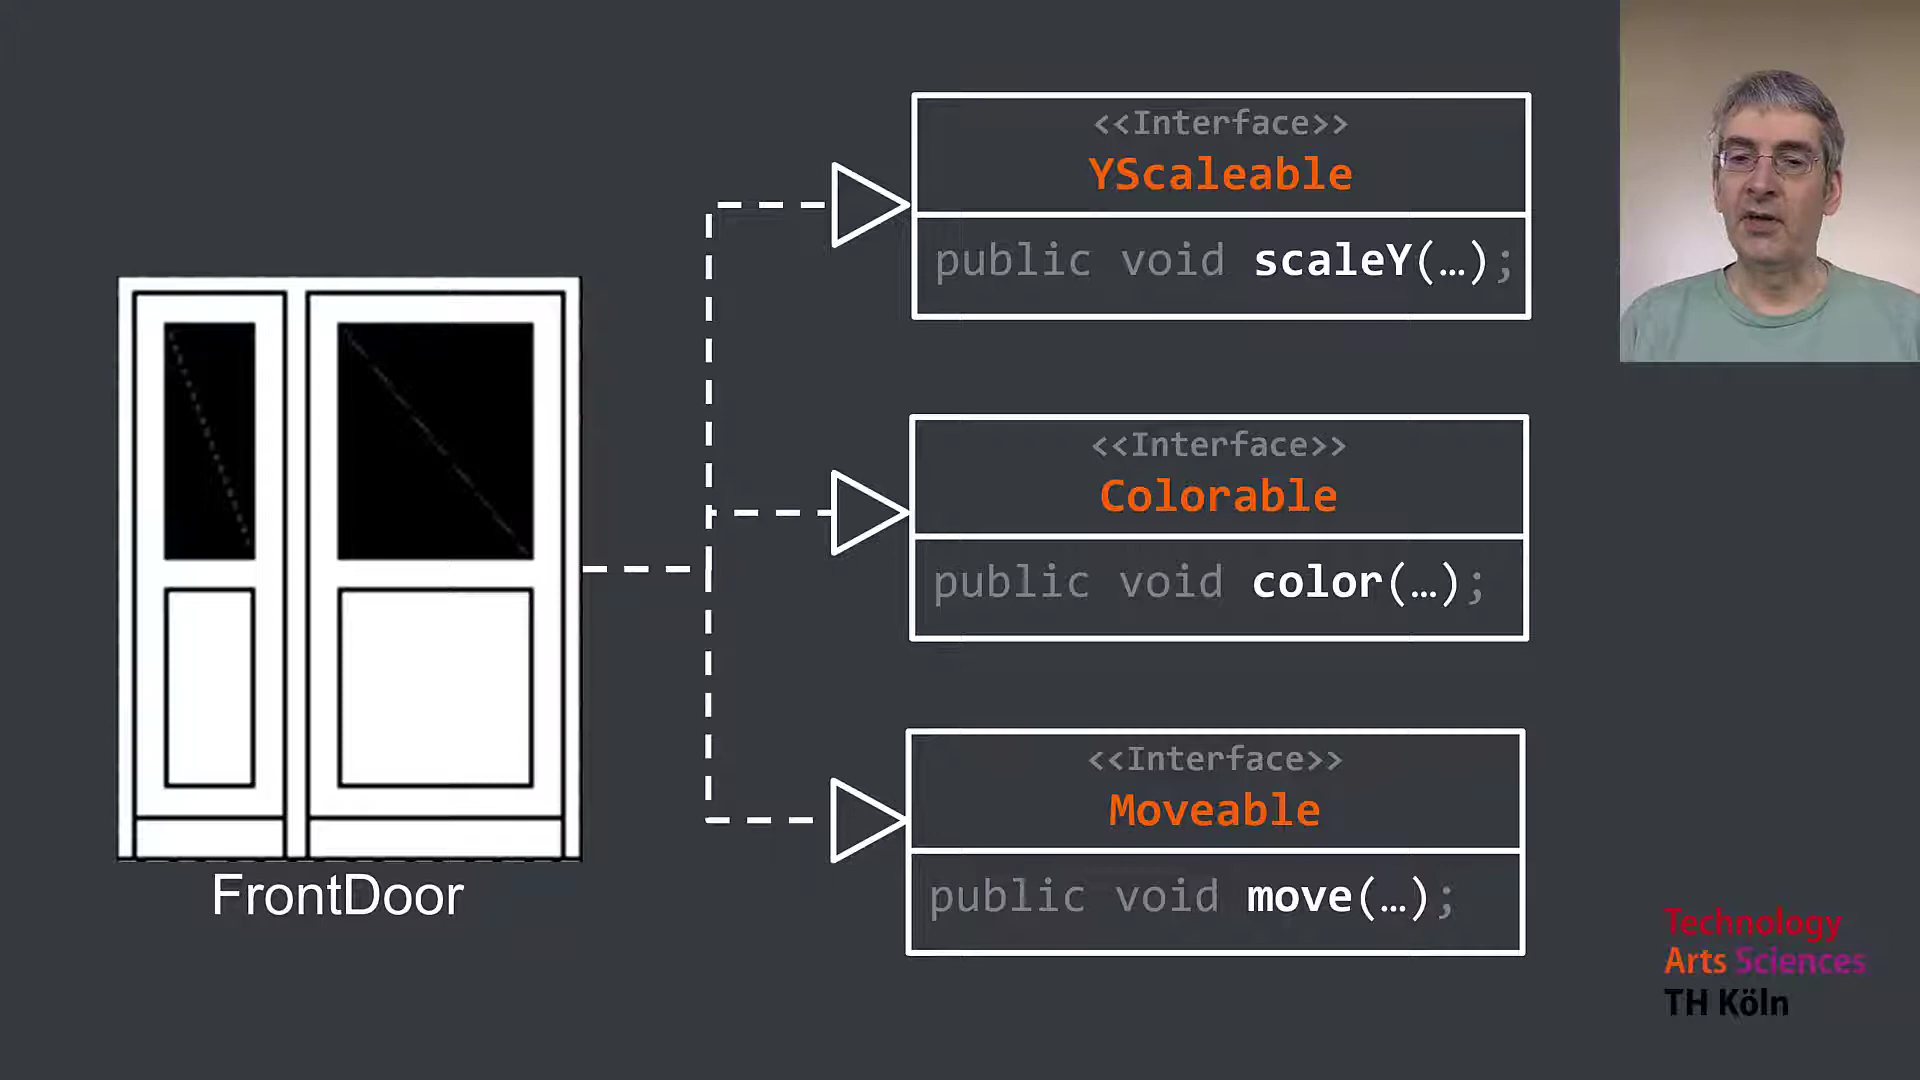 <<Interface>>
YScaleable
public void scaleY(…);
<<Interface>>
Colorable
public void color(…);
<<Interface>>
Moveable
public void move(…);
FrontDoor
Technology
Arts Sciences
TH Köln